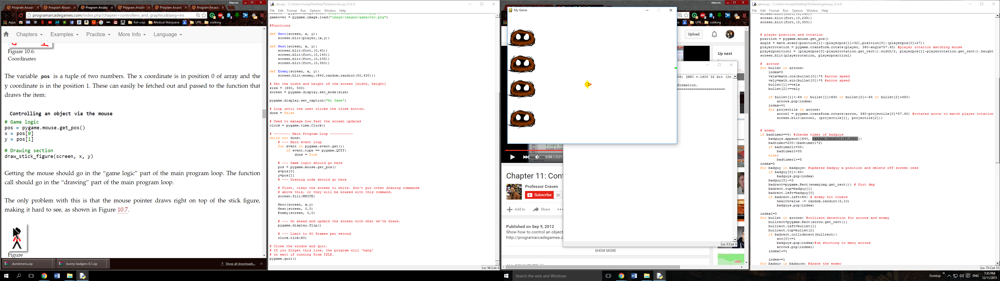 Program Arcade
Program Arcade
Program Arcade
Program Arcade
Program Arcade
Program Arcade
Marcos
programarcadegames.com/index.php?chapter=controllers_and_graphics&lang=en
Apps
fish crap
Medical Marijuana
UPR
cooking
Chapters
Examples
Practice
More Info
Language
Figure 10.6:
Coordinates
The variable pos is a tuple of two numbers. The x coordinate is in position 0 of array and the
y coordinate is in the position 1. These can easily be fetched out and passed to the function that
draws the item:
Controlling an object via the mouse
# Game logic
pos = pygame.mouse.get_pos()
x = pos[0]
y = pos[1]
# Drawing section
draw_stick_figure(screen, x, y)
Getting the mouse should go in the “game logic” part of the main program loop. The function
call should go in the “drawing” part of the main program loop.
The only problem with this is that the mouse pointer draws right on top of the stick figure,
making it hard to see, as shown in Figure 10.7.
Figure
dumbmenu.zip
bunny-badgers-0.1.zip
Show all downloads...
uhu.py - C:/Users/mvazq/Desktop/PyGame/uhu.py (3.4.3)
File Edit Format Run Options Window Help
gameover = pygame.image.load("image/images/gameover.png")
#Functions
def Hero(screen, x, y):
screen.blit(player,(x,y))
def Nest(screen, x, y):
screen.blit(fort,(0,40))
screen.blit(fort,(0,140))
screen.blit(fort,(0,235))
screen.blit(fort,(0,350))
def Enemy(screen, x, y):
screen.blit(enemy,(640,random.randint(50,430)))
# Set the width and height of the screen [width, height]
size = (650, 500)
screen = pygame.display.set_mode(size)
pygame.display.set_caption("My Game")
# Loop until the user clicks the close button.
done = False
# Used to manage how fast the screen updates
clock = pygame.time.Clock()
# -------- Main Program Loop -----------
while not done:
# --- Main event loop
for event in pygame.event.get():
if event.type == pygame.QUIT:
done = True
# --- Game logic should go here
pos = pygame.mouse.get_pos()
x=pos[0]
y=pos[1]
# --- Drawing code should go here
# First, clear the screen to white. Don't put other drawing commands
# above this, or they will be erased with this command.
screen.fill(WHITE)
Hero(screen, x,y)
Nest(screen, 0,0)
Enemy(screen, 0,0)
# --- Go ahead and update the screen with what we've drawn.
pygame.display.flip()
# --- Limit to 60 frames per second
clock.tick(60)
# Close the window and quit.
# If you forget this line, the program will 'hang'
# on exit if running from IDLE.
pygame.quit()
Ln: 56 Col: 0
Marcos
My Game
UPR
cooking
Upload
Up next
06) [MSC v.1600 32 bit (In
formation.
69 # Limit to
70 clock.tick
71
3:59 / 5:21
Chapter 11: Cont
Professor Craven
Subscribe 2K
Add to
Share
Published on Sep 9, 2012
Show how to control an object
http://programarcadegames.c
SHOW MORE
Ln: 5 Col: 0
Search the web and Windows
game.py - C:\Users\mvazq\Desktop\PyGame\game.py (3.4.3)
File Edit Format Run Options Window Help
screen.blit(fort,(0,235))
screen.blit(fort,(0,350))
# player position and rotation
position = pygame.mouse.get_pos()
angle = math.atan2(position[1]-(playerpos[1]+32),position[0]-(playerpos[0]+27))
playerrotation = pygame.transform.rotate(player, 360-angle*57.40) #player rotation matching mouse
playerposition1 = (playerpos[0]-playerrotation.get_rect().width/2, playerpos[1]-playerrotation.get_rect().height
screen.blit(playerrotation, playerposition1)
# arrows
for bullet in arrows:
index=0
velx=math.cos(bullet[0])*5 #arrow speed
vely=math.sin(bullet[0])*5 #arrow speed
bullet[1]+=velx
bullet[2]+=vely
if bullet[1]<-64 or bullet[1]>640 or bullet[2]<-64 or bullet[2]>480:
arrows.pop(index)
index+=1
for projectile in arrows:
arrow1 = pygame.transform.rotate(arrow, 360-projectile[0]*57.40) #rotates arrow to match player rotation
screen.blit(arrow1, (projectile[1], projectile[2]))
# enemy
if badtimer==0: #checks timer of badguys
badguys.append([640, random.randint(50,430)])
badtimer=200-(badtimer1*2)
if badtimer1>=35:
badtimer1=35
else:
badtimer1+=5
index=0
for badguy in badguys: #updates badguy x position and delets off screen ones
if badguy[0]<-64:
badguys.pop(index)
badguy[0]-=3
badrect=pygame.Rect(enemyimg.get_rect()) # fort dmg
badrect.top=badguy[1]
badrect.left=badguy[0]
if badrect.left<64: # enemy hit towers
healthvalue -= random.randint(5,10)
badguys.pop(index)
index1=0
for bullet in arrows: #collison detection for arrows and enemy
bullrect=pygame.Rect(arrow.get_rect())
bullrect.left=bullet[1]
bullrect.top=bullet[2]
if badrect.colliderect(bullrect):
acc[0]+=1
badguys.pop(index)#im shooting to many arrows
arrows.pop(index1)
index1+=1
index+=1
for badguy in badguys: #draws the enemy
Ln: 73 Col: 51
Desktop
ENG
7:35 PM
12/11/2015